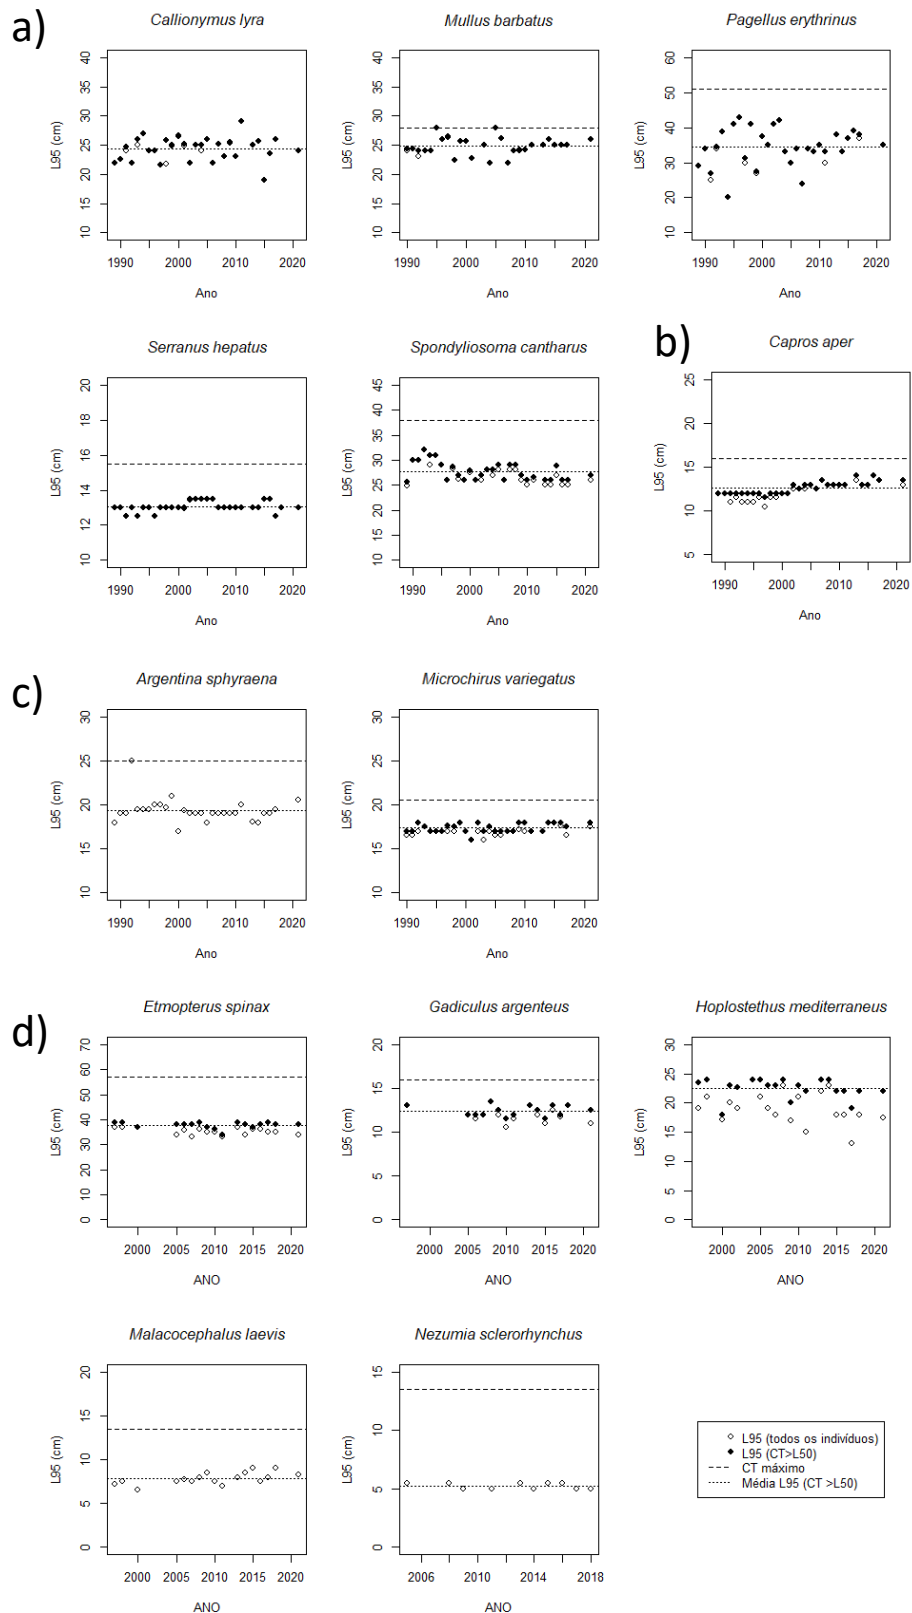 a)
Callionymus lyra
L95 (cm)
40
35
30
25
20
15
10
1990 2000 2010 2020
Ano
Mullus barbatus
L95 (cm)
40
35
30
25
20
15
10
1990 2000 2010 2020
Ano
Pagellus erythrinus
L95 (cm)
60
50
40
30
20
10
1990 2000 2010 2020
Ano
Serranus hepatus
L95 (cm)
20
18
16
14
12
10
1990 2000 2010 2020
Ano
Spondyliosoma cantharus
L95 (cm)
45
40
35
30
25
20
15
10
1990 2000 2010 2020
Ano
b)
Capros aper
L95 (cm)
25
20
15
10
5
1990 2000 2010 2020
Ano
c)
Argentina sphyraena
L95 (cm)
30
25
20
15
10
1990 2000 2010 2020
Ano
Microchirus variegatus
L95 (cm)
30
25
20
15
10
1990 2000 2010 2020
Ano
d)
Etmopterus spinax
L95 (cm)
70
60
50
40
30
20
10
0
2000 2005 2010 2015 2020
ANO
Gadiculus argenteus
L95 (cm)
20
15
10
5
0
2000 2005 2010 2015 2020
ANO
Hoplostethus mediterraneus
L95 (cm)
30
25
20
15
10
5
0
2000 2005 2010 2015 2020
ANO
Malacocephalus laevis
L95 (cm)
20
15
10
5
0
2000 2005 2010 2015 2020
ANO
Nezumia sclerorhynchus
L95 (cm)
15
10
5
0
2006 2010 2014 2018
ANO
L95 (todos os indivíduos)
L95 (CT>L50)
CT máximo
Média L95 (CT >L50)